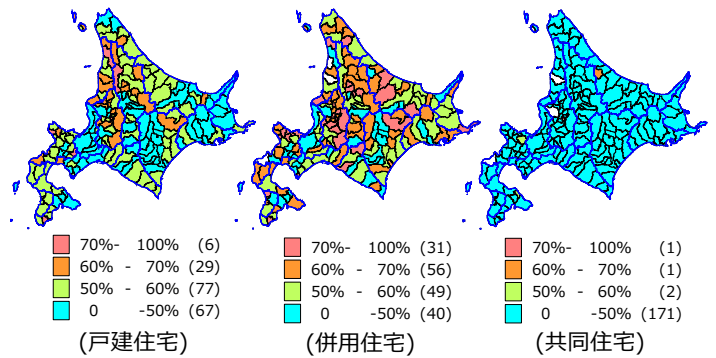 70%- 100% (6)
60% - 70% (29)
50% - 60% (77)
0 -50% (67)
(戸建住宅)
70%- 100% (31)
60% - 70% (56)
50% - 60% (49)
0 -50% (40)
(併用住宅)
70%- 100% (1)
60% - 70% (1)
50% - 60% (2)
0 -50% (171)
(共同住宅)